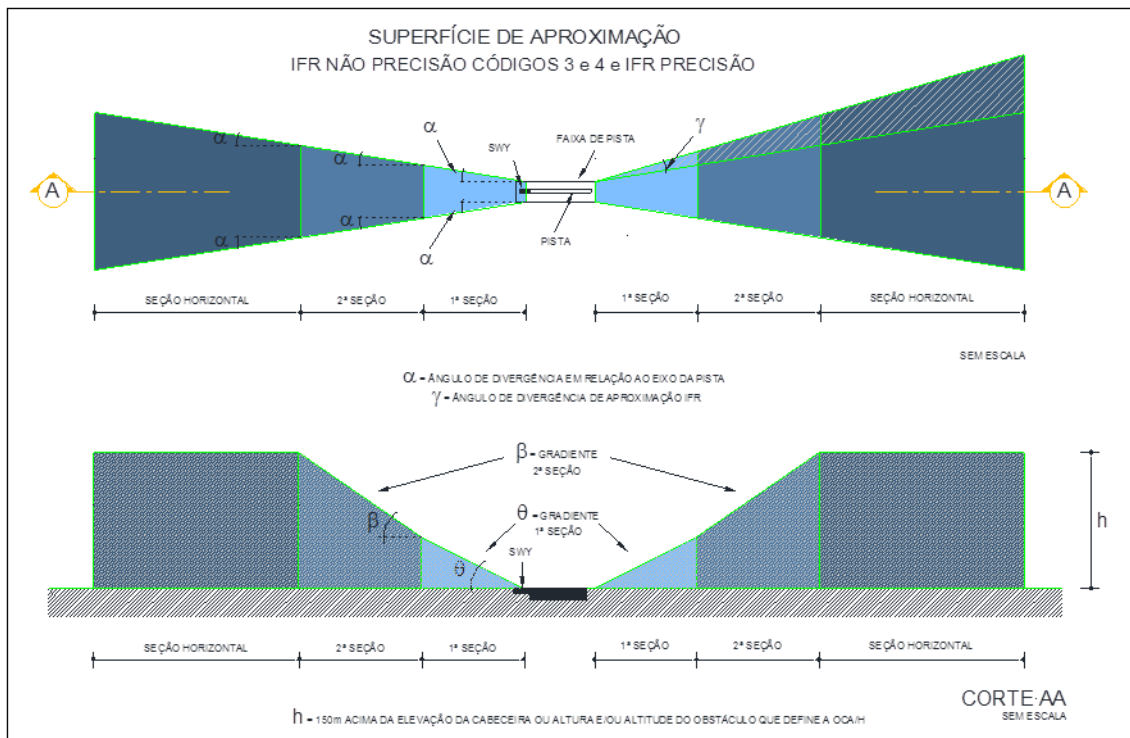 SUPERFÍCIE DE APROXIMAÇÃO
IFR NÃO PRECISÃO CÓDIGOS 3 e 4 e IFR PRECISÃO
α
α
α
SWY
FAIXA DE PISTA
γ
A
A
α
α
α
PISTA
SEÇÃO HORIZONTAL
2ª SEÇÃO
1ª SEÇÃO
1ª SEÇÃO
2ª SEÇÃO
SEÇÃO HORIZONTAL
SEM ESCALA
α = ÂNGULO DE DIVERGÊNCIA EM RELAÇÃO AO EIXO DA PISTA
γ = ÂNGULO DE DIVERGÊNCIA DE APROXIMAÇÃO IFR
β = GRADIENTE
2ª SEÇÃO
β
θ = GRADIENTE
1ª SEÇÃO
h
SWY
θ
SEÇÃO HORIZONTAL
2ª SEÇÃO
1ª SEÇÃO
1ª SEÇÃO
2ª SEÇÃO
SEÇÃO HORIZONTAL
CORTE-AA
SEM ESCALA
h = 150m ACIMA DA ELEVAÇÃO DA CABECEIRA OU ALTURA E/OU ALTITUDE DO OBSTÁCULO QUE DEFINE A OCA/H